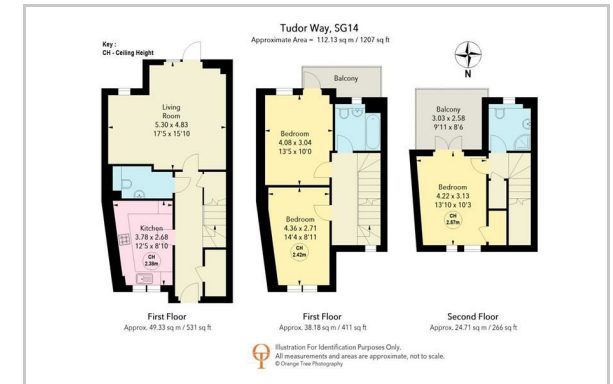 Tudor Way, SG14
Approximate Area = 112.13 sq m / 1207 sq ft
Key :
CH - Ceiling Height
N
Living
Room
5.30 x 4.83
17'5 x 15'10
Kitchen
3.78 x 2.68
12'5 x 8'10
CH
2.39m
First Floor
Approx. 49.33 sq m / 531 sq ft
Balcony
Bedroom
4.08 x 3.04
13'5 x 10'0
Bedroom
4.36 x 2.71
14'4 x 8'11
CH
2.42m
First Floor
Approx. 38.18 sq m / 411 sq ft
Balcony
3.03 x 2.58
9'11 x 8'6
Bedroom
4.22 x 3.13
13'10 x 10'3
CH
2.57m
Second Floor
Approx. 24.71 sq m / 266 sq ft
Illustration For Identification Purposes Only.
All measurements and areas are approximate, not to scale.
© Orange Tree Photography